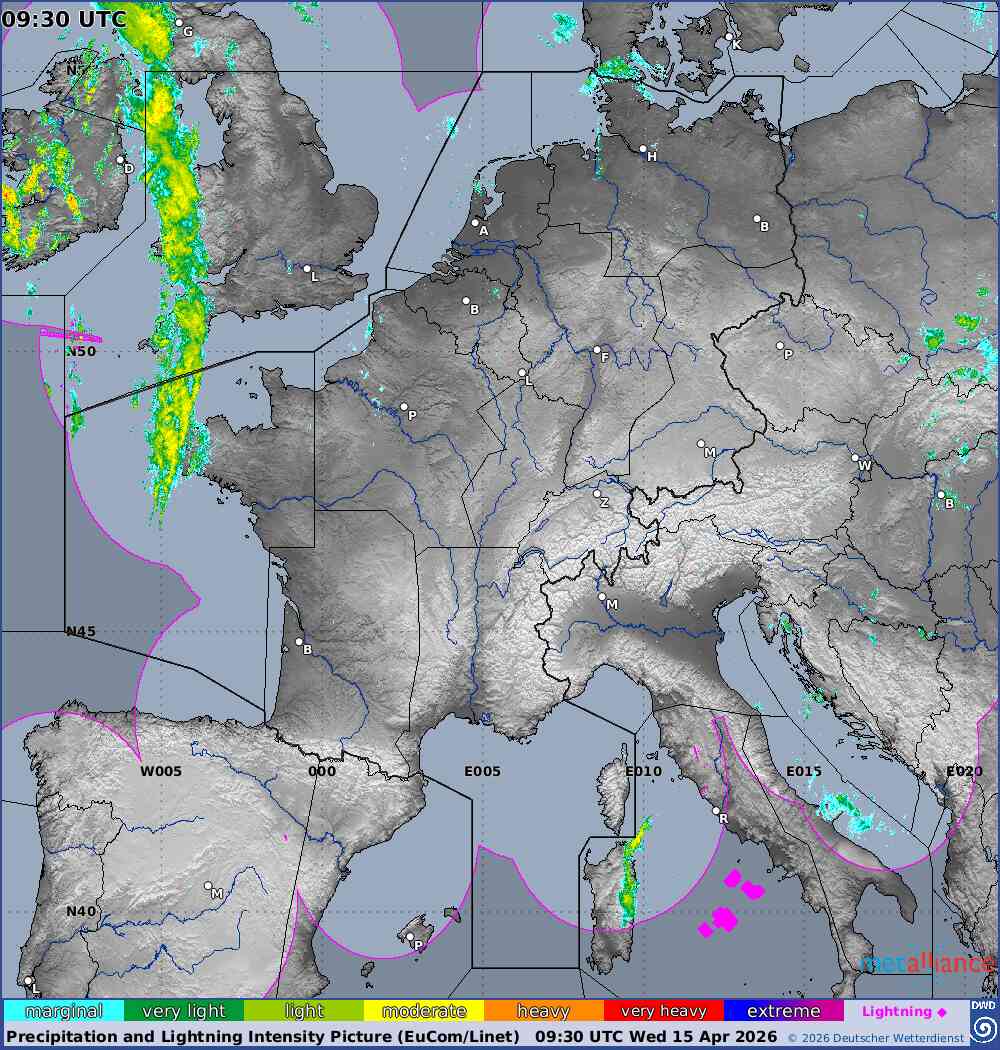 09:30 UTC
G
K
N
D
H
A
B
L
B
N50
F
P
L
P
M
W
Z
B
M
N45
B
W005
000
E005
E010
E015
E020
R
M
N40
P
L
metalliance
marginal
very light
light
moderate
heavy
very heavy
extreme
Lightning ◆
DWD
Precipitation and Lightning Intensity Picture (EuCom/Linet) 09:30 UTC Wed 15 Apr 2026 © 2026 Deutscher Wetterdienst